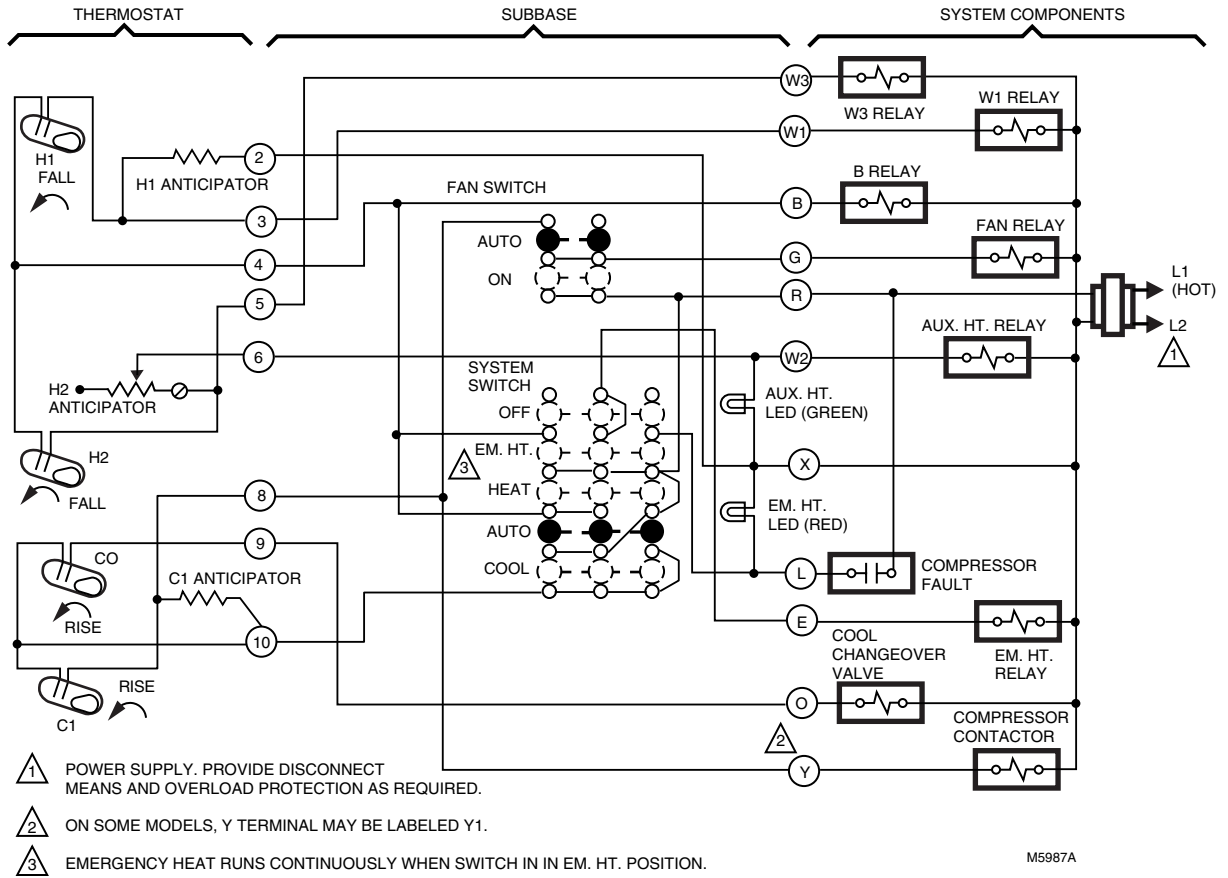 THERMOSTAT
SUBBASE
SYSTEM COMPONENTS
W3
W3 RELAY
W1 RELAY
W1
H1
FALL
H1 ANTICIPATOR
2
3
4
5
6
FAN SWITCH
AUTO
ON
B RELAY
B
FAN RELAY
G
R
L1
(HOT)
L2
1
AUX. HT. RELAY
W2
H2
ANTICIPATOR
H2
FALL
SYSTEM
SWITCH
OFF
EM. HT.
3
HEAT
AUTO
COOL
AUX. HT.
LED (GREEN)
X
EM. HT.
LED (RED)
8
9
CO
RISE
C1 ANTICIPATOR
10
RISE
C1
L
COMPRESSOR
FAULT
E
EM. HT.
RELAY
COOL
CHANGEOVER
VALVE
O
2
COMPRESSOR
CONTACTOR
Y
1 POWER SUPPLY. PROVIDE DISCONNECT
MEANS AND OVERLOAD PROTECTION AS REQUIRED.
2 ON SOME MODELS, Y TERMINAL MAY BE LABELED Y1.
3 EMERGENCY HEAT RUNS CONTINUOUSLY WHEN SWITCH IN IN EM. HT. POSITION.
M5987A